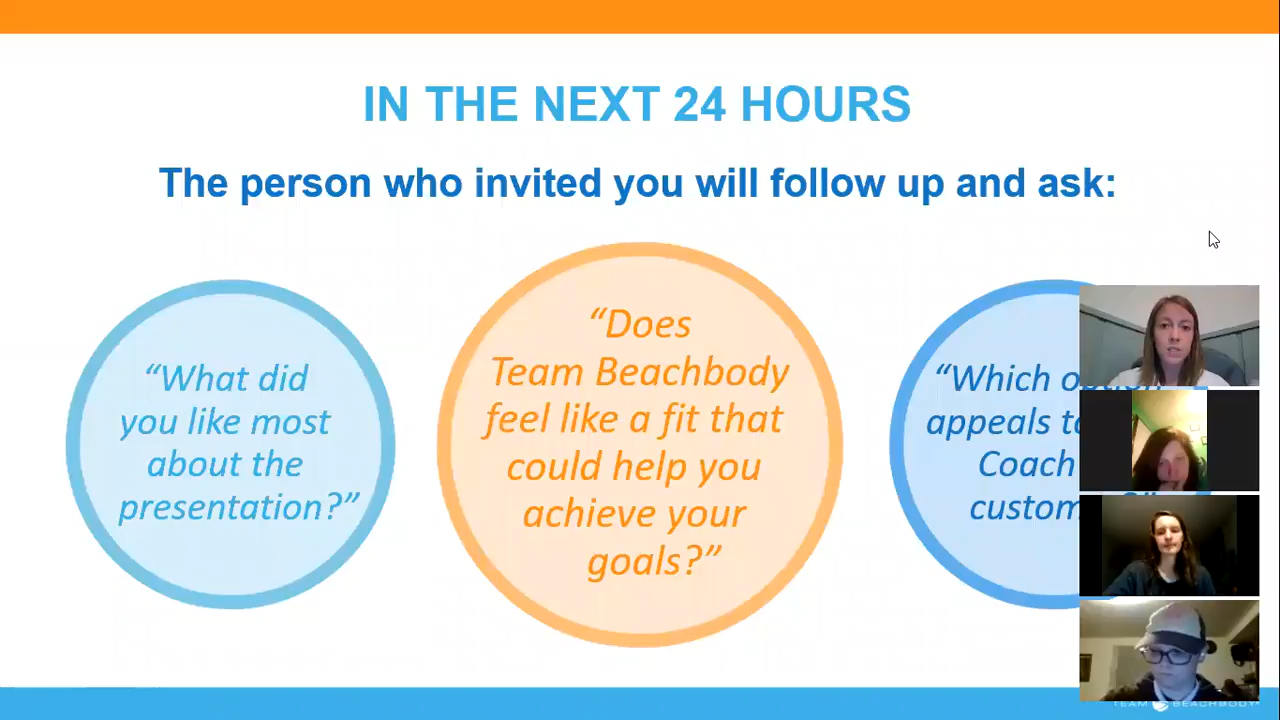 IN THE NEXT 24 HOURS
The person who invited you will follow up and ask:
“What did
you like most
about the
presentation?”
“Does
Team Beachbody
feel like a fit that
could help you
achieve your
goals?”
“Which
appeals
Coach
TEAM BEACHBODY